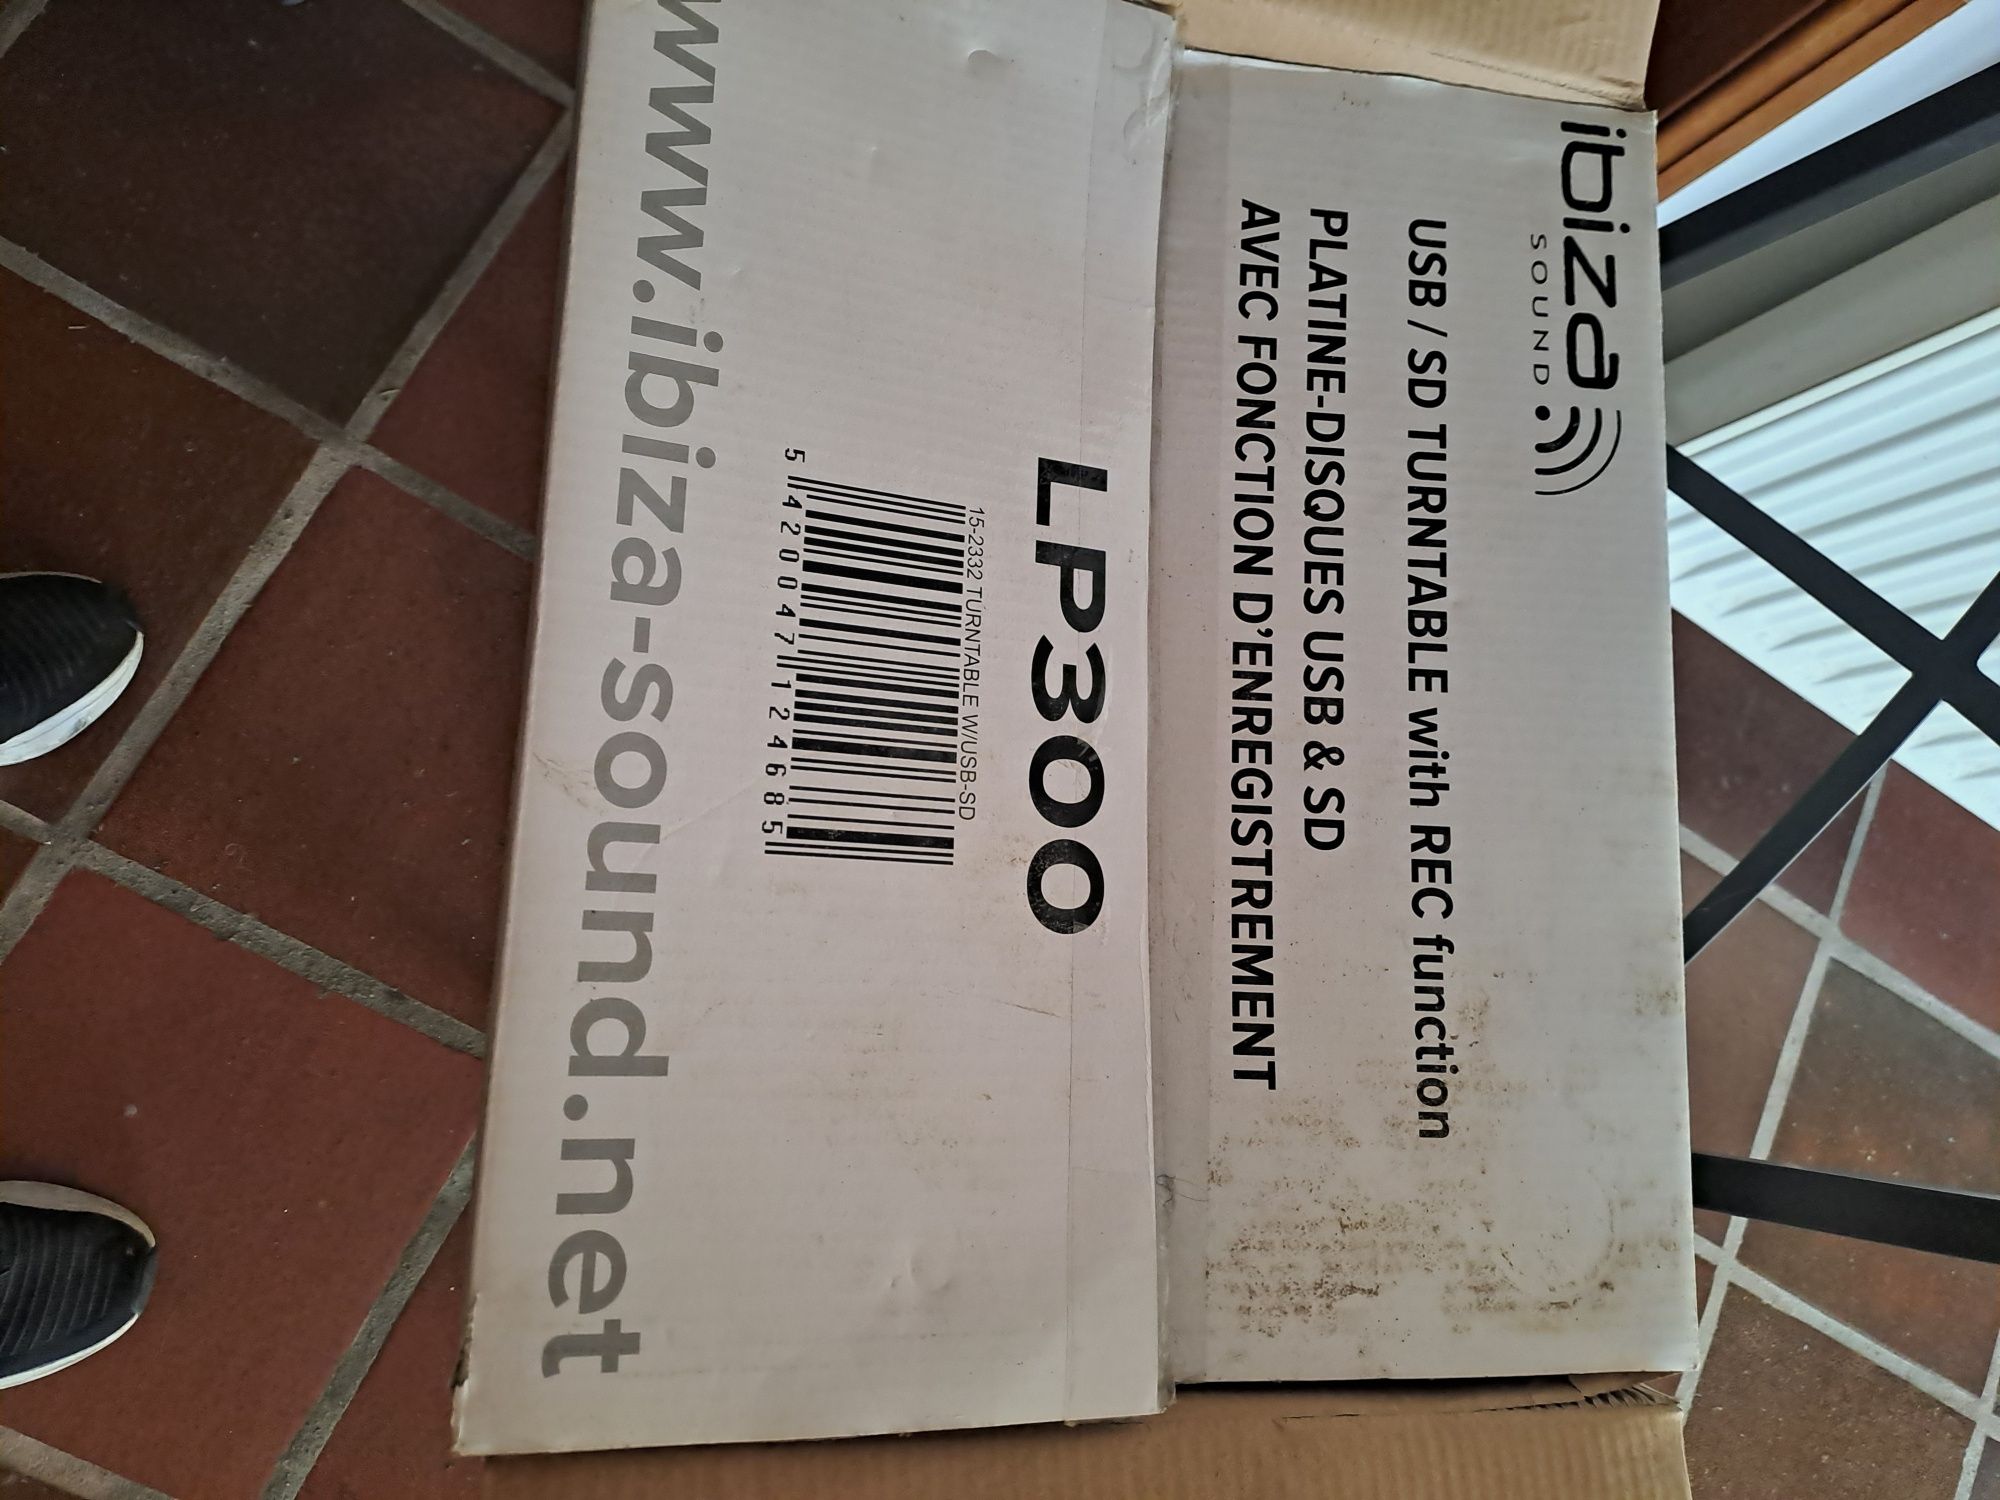 ibiza
SOUND
USB / SD TURNTABLE with REC function
PLATINE-DISQUES USB & SD
AVEC FONCTION D'ENREGISTREMENT
LP300
15-2332 TURNTABLE W/USB-SD
5 420047 124685
www.ibiza-sound.net